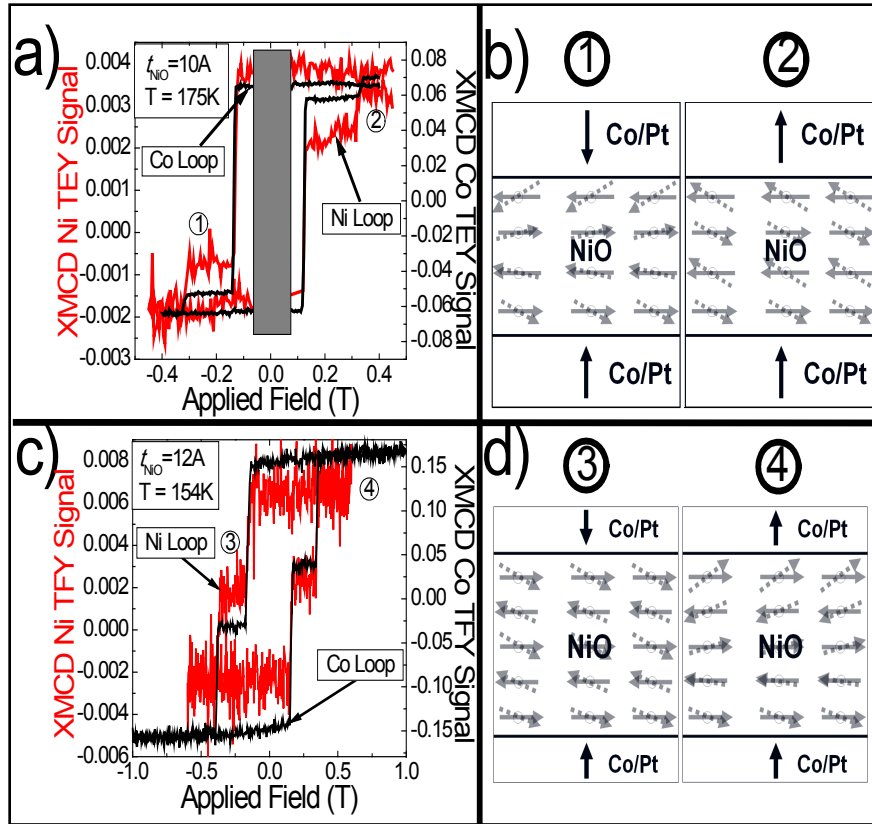 a)
XMCD Ni TEY Signal
0.004
0.003
0.002
0.001
0.000
-0.001
-0.002
-0.003
tNiO=10A
T = 175K
Co Loop
Ni Loop
1
2
0.08
0.06
0.04
0.02
0.00
-0.02
-0.04
-0.06
-0.08
XMCD Co TEY Signal
-0.4 -0.2 0.0 0.2 0.4
Applied Field (T)
b)
1 2
Co/Pt Co/Pt
NiO NiO
Co/Pt Co/Pt
c)
XMCD Ni TFY Signal
0.008
0.006
0.004
0.002
0.000
-0.002
-0.004
-0.006
tNiO=12A
T = 154K
Ni Loop
3
4
Co Loop
0.15
0.10
0.05
0.00
-0.05
-0.10
-0.15
XMCD Co TFY Signal
-1.0 -0.5 0.0 0.5 1.0
Applied Field (T)
d)
3 4
Co/Pt Co/Pt
NiO NiO
Co/Pt Co/Pt